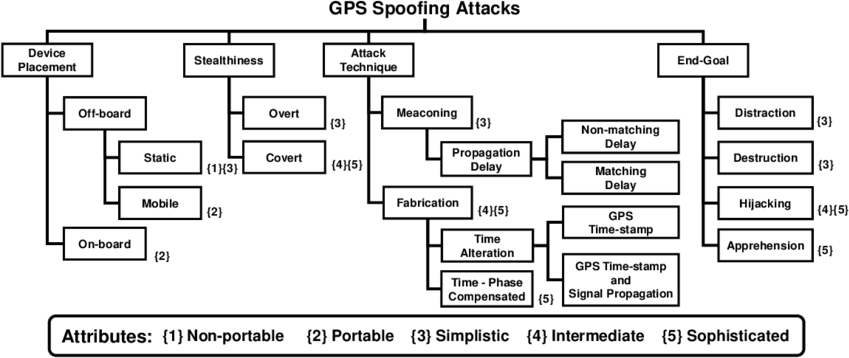 GPS Spoofing Attacks
Device
Placement
Stealthiness
Attack
Technique
End-Goal
Off-board
Static
{1}{3}
Mobile
{2}
On-board
{2}
Overt
{3}
Covert
{4}{5}
Meaconing
{3}
Propagation
Delay
Non-matching
Delay
Matching
Delay
Fabrication
{4}{5}
Time
Alteration
GPS
Time-stamp
GPS Time-stamp
and
Signal Propagation
Time - Phase
Compensated
{5}
Distraction
{3}
Destruction
{3}
Hijacking
{4}{5}
Apprehension
{5}
Attributes: {1} Non-portable {2} Portable {3} Simplistic {4} Intermediate {5} Sophisticated